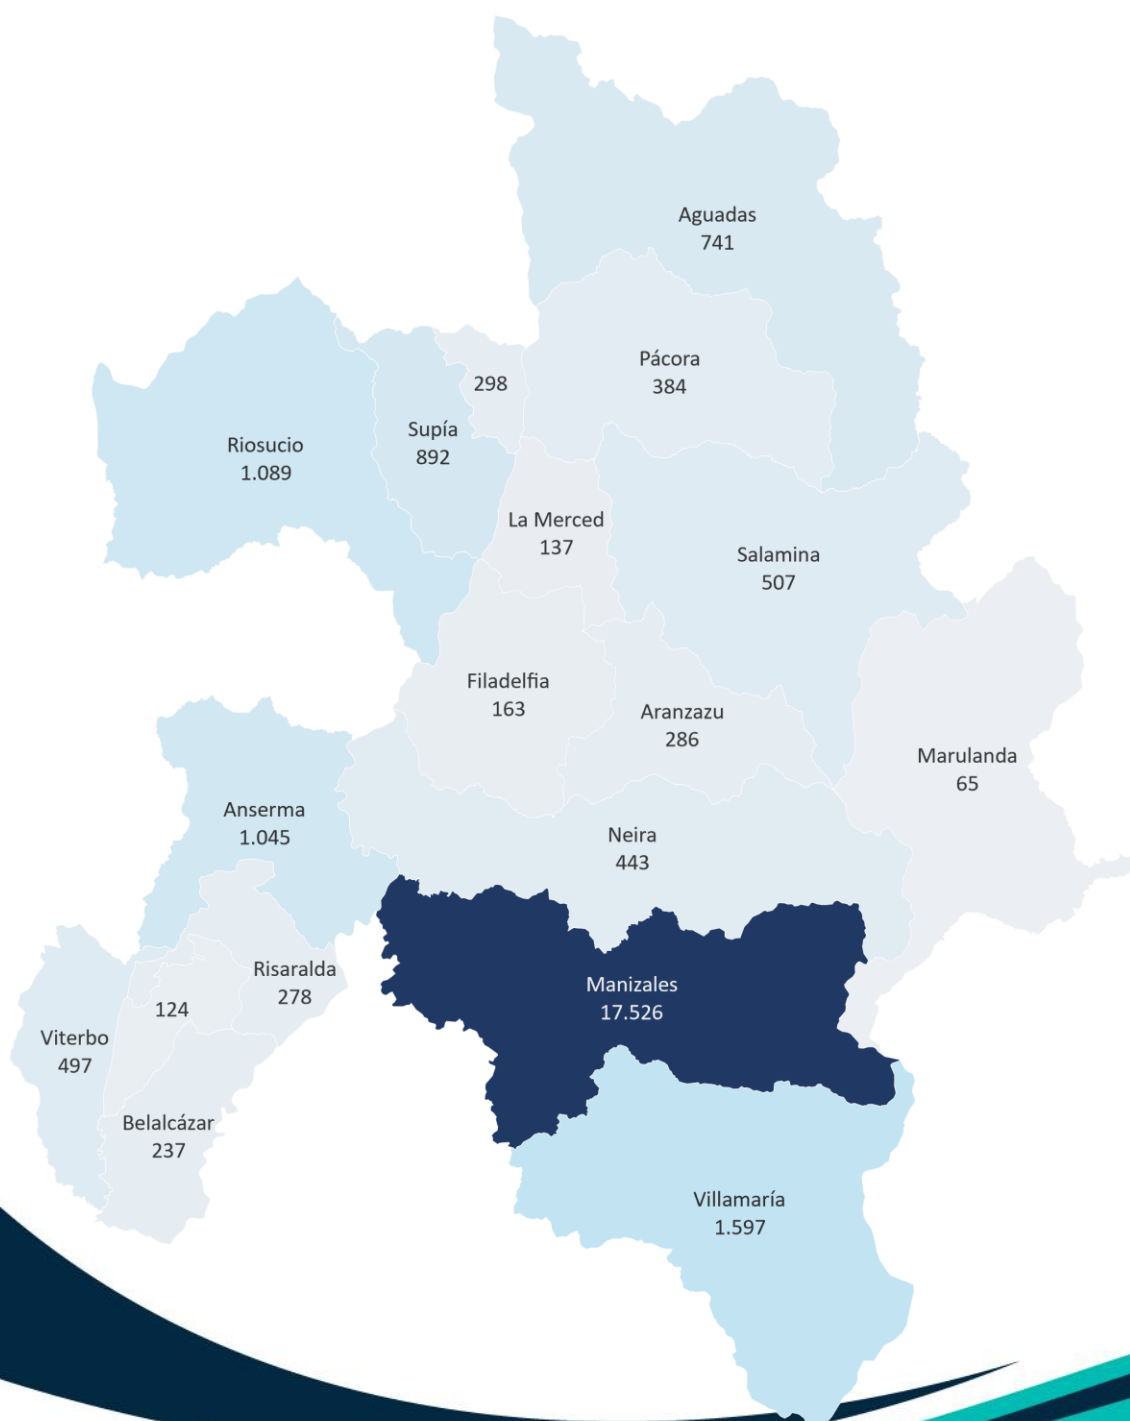 Aguadas
741
Pácora
384
298
Supía
892
Riosucio
1.089
La Merced
137
Salamina
507
Filadelfia
163
Aranzazu
286
Marulanda
65
Anserma
1.045
Neira
443
Risaralda
278
Manizales
17.526
124
Viterbo
497
Belalcázar
237
Villamaría
1.597